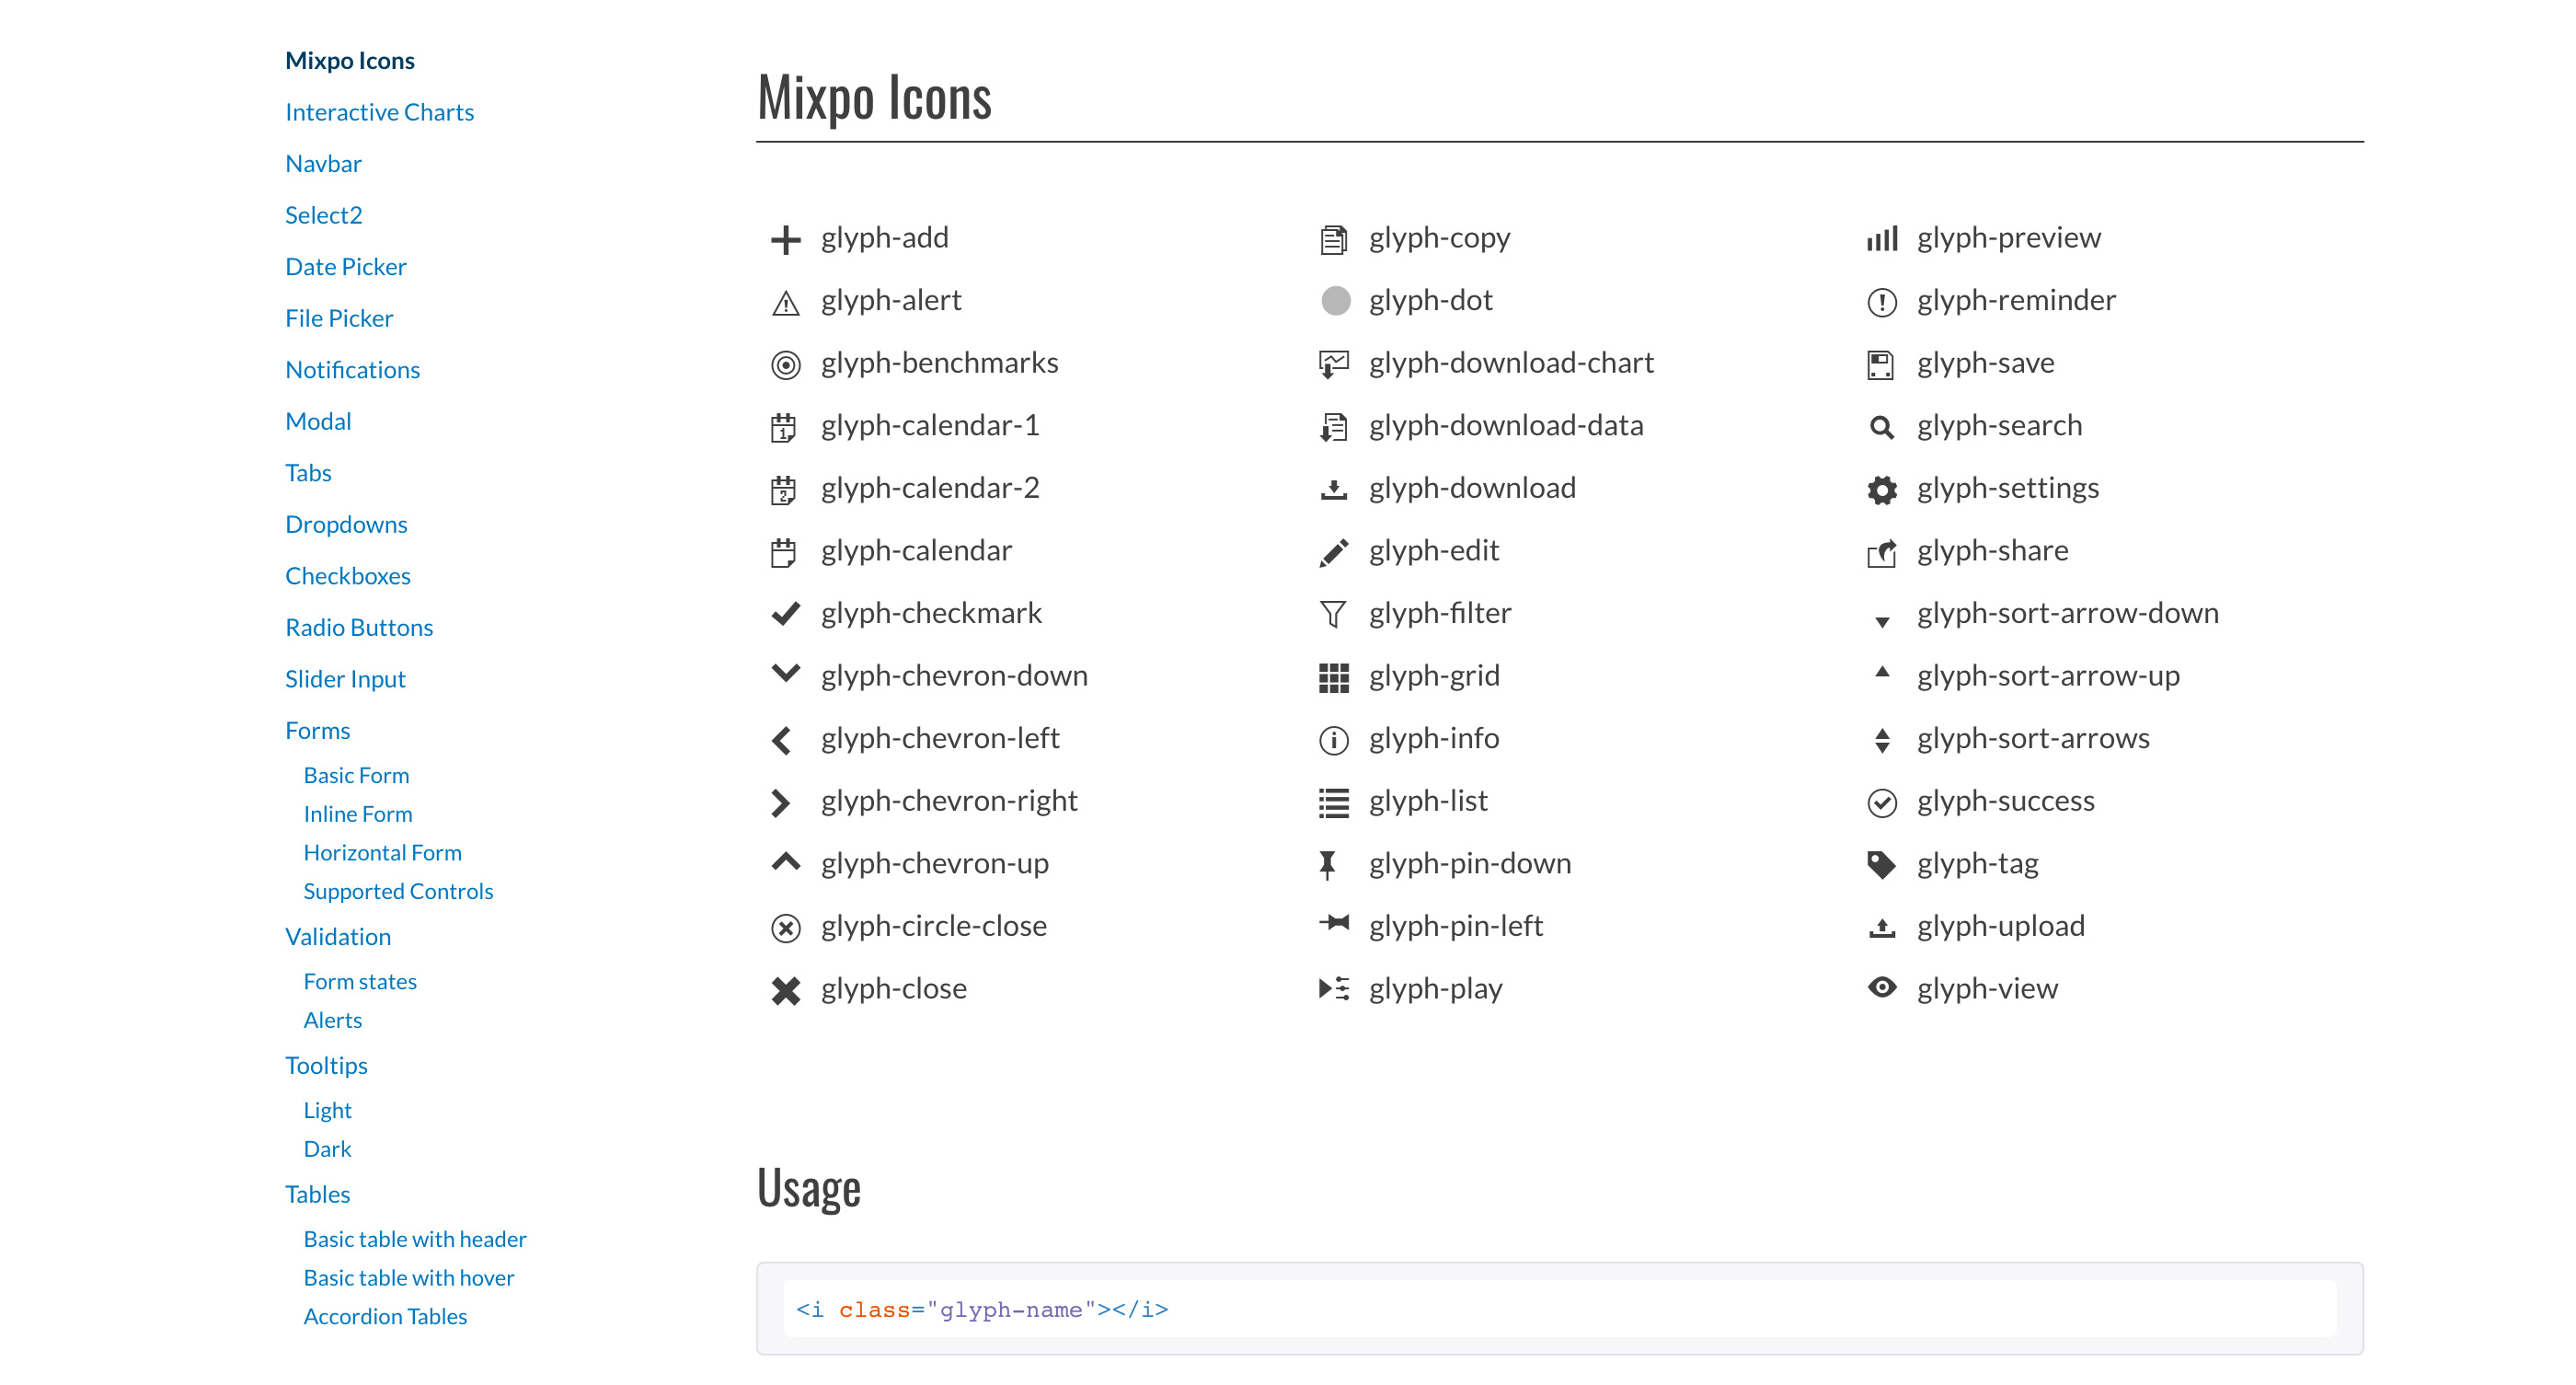 Mixpo Icons
Interactive Charts
Navbar
Select2
Date Picker
File Picker
Notifications
Modal
Tabs
Dropdowns
Checkboxes
Radio Buttons
Slider Input
Forms
Basic Form
Inline Form
Horizontal Form
Supported Controls
Validation
Form states
Alerts
Tooltips
Light
Dark
Tables
Basic table with header
Basic table with hover
Accordion Tables
Mixpo Icons
glyph-add
glyph-alert
glyph-benchmarks
glyph-calendar-1
glyph-calendar-2
glyph-calendar
glyph-checkmark
glyph-chevron-down
glyph-chevron-left
glyph-chevron-right
glyph-chevron-up
glyph-circle-close
glyph-close
glyph-copy
glyph-dot
glyph-download-chart
glyph-download-data
glyph-download
glyph-edit
glyph-filter
glyph-grid
glyph-info
glyph-list
glyph-pin-down
glyph-pin-left
glyph-play
glyph-preview
glyph-reminder
glyph-save
glyph-search
glyph-settings
glyph-share
glyph-sort-arrow-down
glyph-sort-arrow-up
glyph-sort-arrows
glyph-success
glyph-tag
glyph-upload
glyph-view
Usage
<i class="glyph-name"></i>